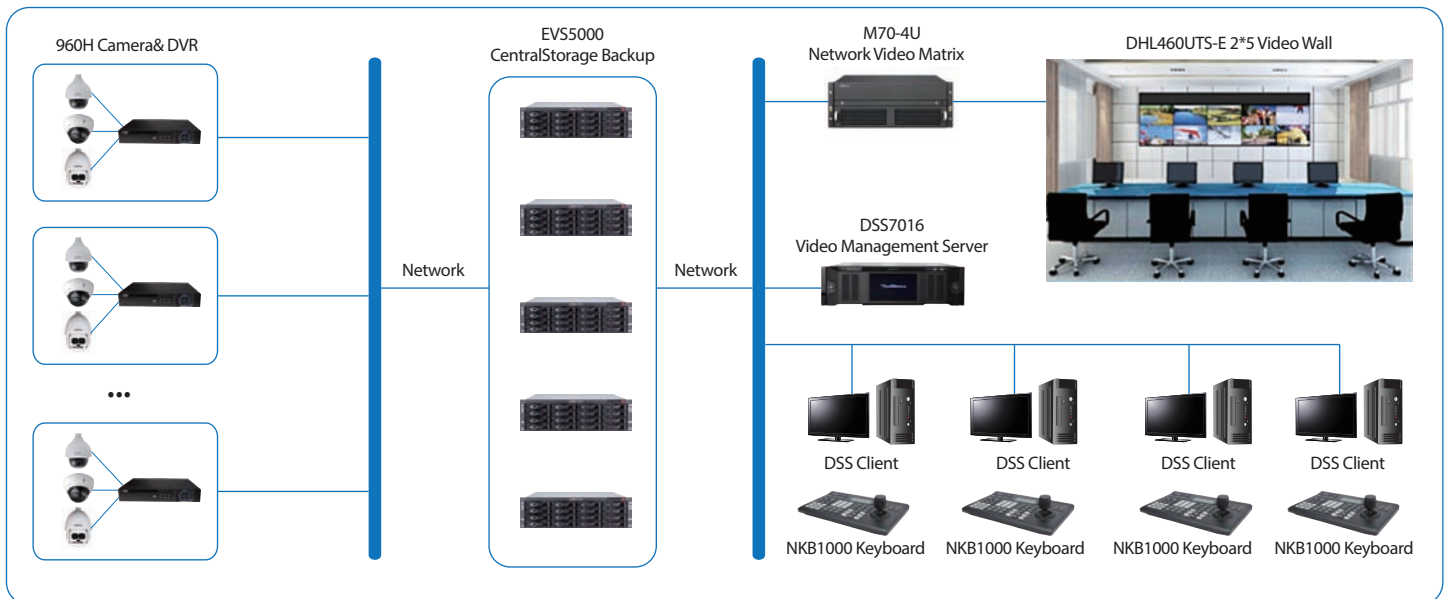 960H Camera& DVR
EVS5000
CentralStorage Backup
M70-4U
Network Video Matrix
DHL460UTS-E 2*5 Video Wall
Network
Network
DSS7016
Video Management Server
...
DSS Client
DSS Client
DSS Client
DSS Client
NKB1000 Keyboard
NKB1000 Keyboard
NKB1000 Keyboard
NKB1000 Keyboard